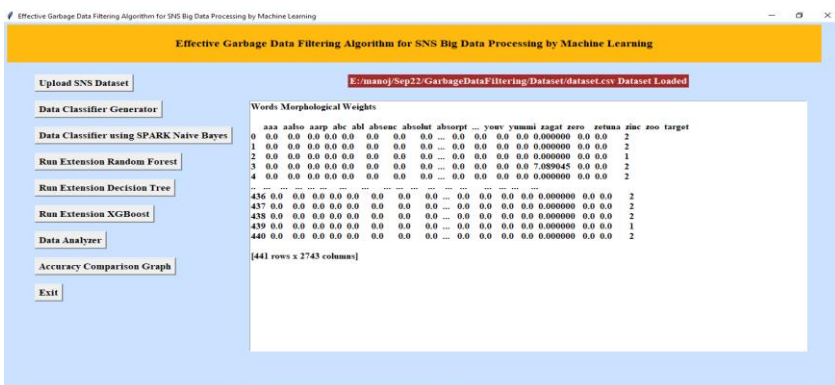 Effective Garbage Data Filtering Algorithm for SNS Big Data Processing by Machine Learning
Effective Garbage Data Filtering Algorithm for SNS Big Data Processing by Machine Learning
Upload SNS Dataset
E:/manoj/Sep22/GarbageDataFiltering/Dataset/dataset.csv Dataset Loaded
Data Classifier Generator
Data Classifier using SPARK Naive Bayes
Run Extension Random Forest
Run Extension Decision Tree
Run Extension XGBoost
Data Analyzer
Accuracy Comparison Graph
Exit
Words Morphological Weights
aaa aalso aarp abc abl absenc absolut absorpt ... youv yummi zagat zero zetuna zinc zoo target
0 0.0 0.0 0.0 0.0 0.0 0.0 0.0 0.0 ... 0.0 0.0 0.0 0.0 0.000000 0.0 0.0 2
1 0.0 0.0 0.0 0.0 0.0 0.0 0.0 0.0 ... 0.0 0.0 0.0 0.0 0.000000 0.0 0.0 2
2 0.0 0.0 0.0 0.0 0.0 0.0 0.0 0.0 ... 0.0 0.0 0.0 0.0 0.000000 0.0 0.0 1
3 0.0 0.0 0.0 0.0 0.0 0.0 0.0 0.0 ... 0.0 0.0 0.0 0.0 7.089045 0.0 0.0 2
4 0.0 0.0 0.0 0.0 0.0 0.0 0.0 0.0 ... 0.0 0.0 0.0 0.0 0.000000 0.0 0.0 2
.. ... ... ... ... ... ... ... ... ... ... ... ... ... ...
436 0.0 0.0 0.0 0.0 0.0 0.0 0.0 0.0 ... 0.0 0.0 0.0 0.0 0.000000 0.0 0.0 2
437 0.0 0.0 0.0 0.0 0.0 0.0 0.0 0.0 ... 0.0 0.0 0.0 0.0 0.000000 0.0 0.0 2
438 0.0 0.0 0.0 0.0 0.0 0.0 0.0 0.0 ... 0.0 0.0 0.0 0.0 0.000000 0.0 0.0 2
439 0.0 0.0 0.0 0.0 0.0 0.0 0.0 0.0 ... 0.0 0.0 0.0 0.0 0.000000 0.0 0.0 1
440 0.0 0.0 0.0 0.0 0.0 0.0 0.0 0.0 ... 0.0 0.0 0.0 0.0 0.000000 0.0 0.0 2
[441 rows x 2743 columns]